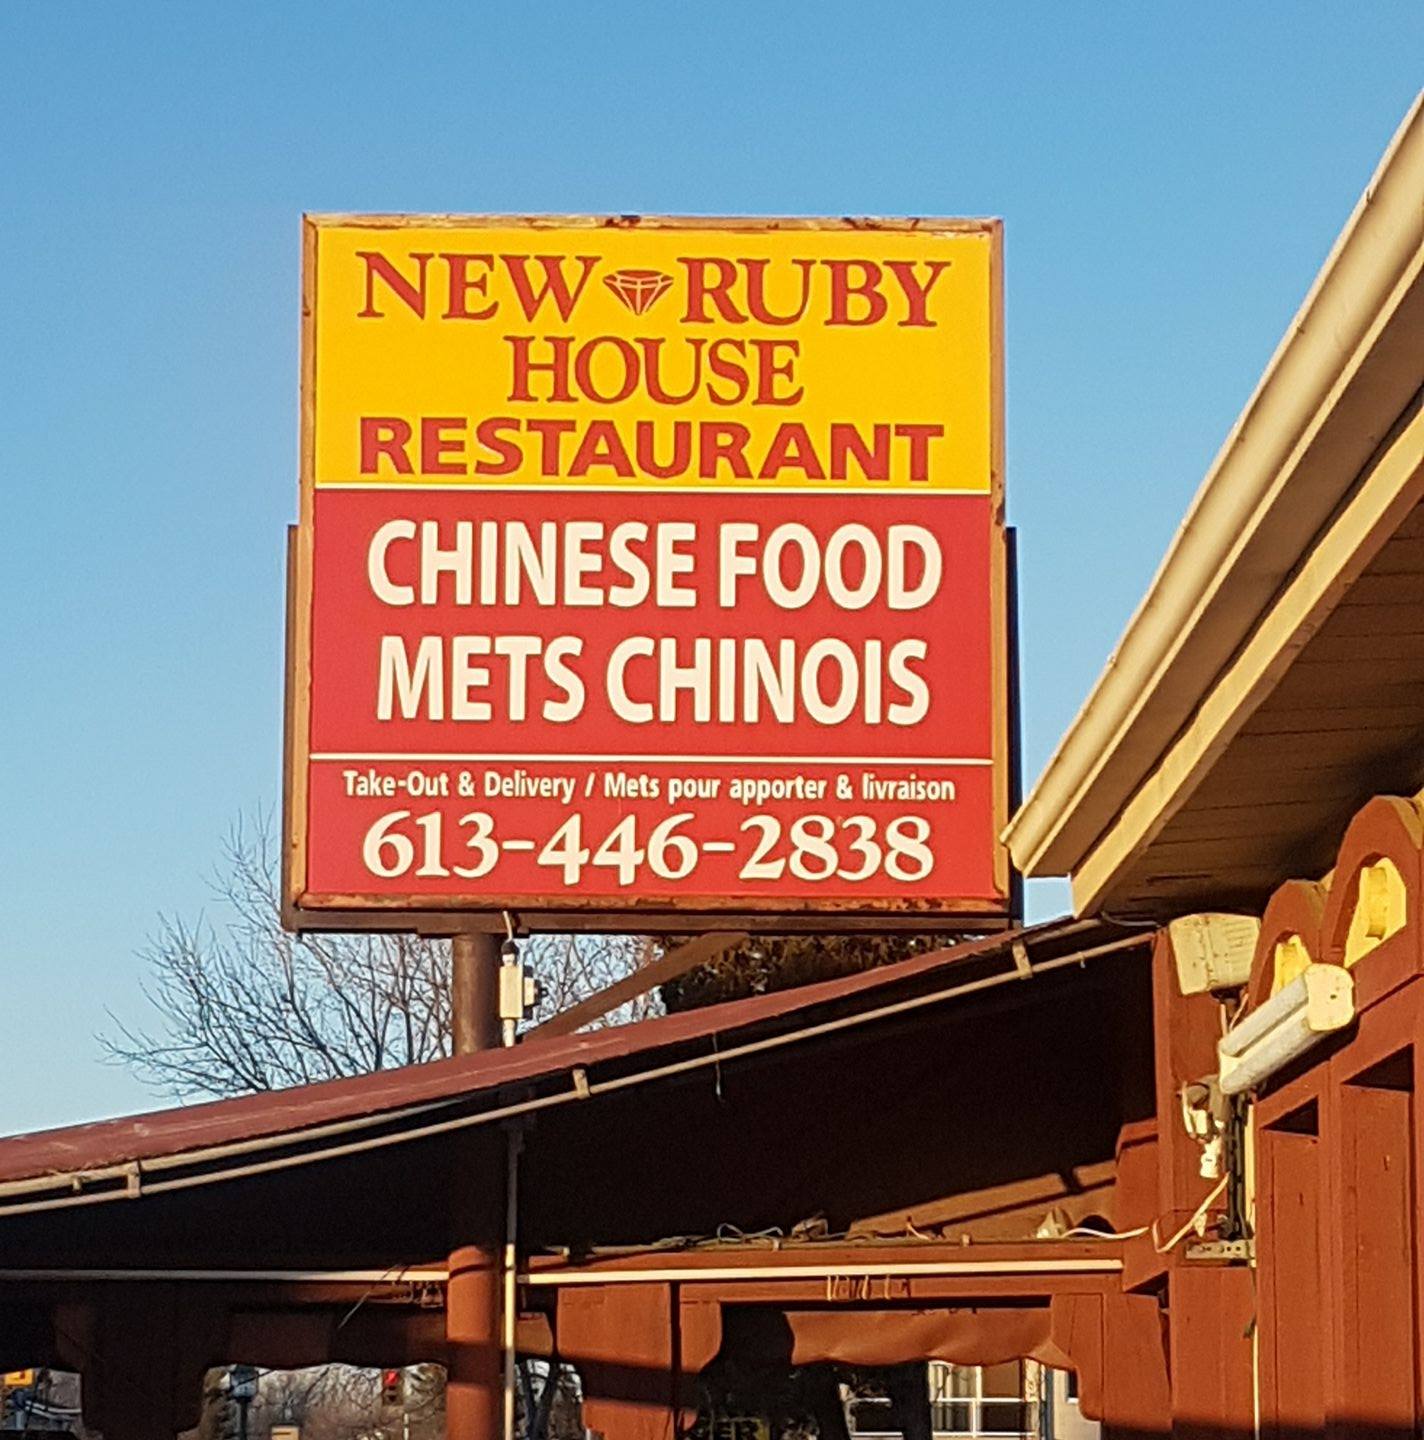 NEW RUBY
HOUSE
RESTAURANT
CHINESE FOOD
METS CHINOIS
Take-Out & Delivery / Mets pour apporter & livraison
613-446-2838